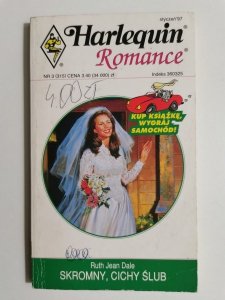 styczeń'97
Harlequin®
Romance®
NR 3 (315) CENA 3.40 (34 000) zł
Indeks 360325
4,00 zł
KUP KSIĄŻKĘ,
WYGRAJ
SAMOCHÓD!
Ruth Jean Dale
SKROMNY, CICHY ŚLUB